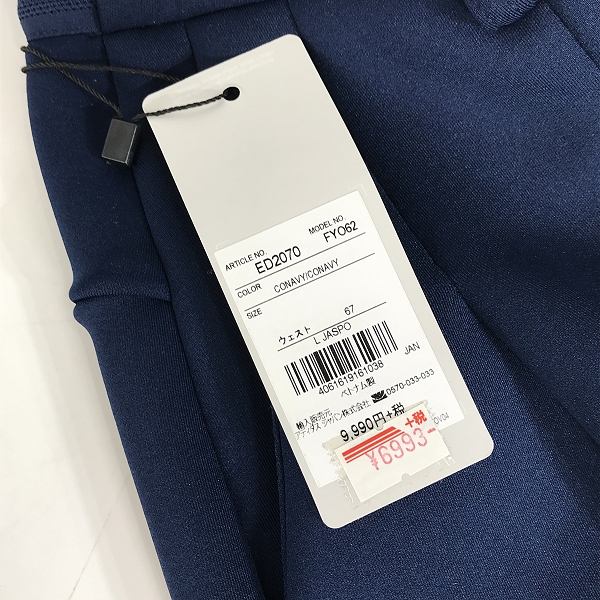 ARTICLE NO. MODEL NO.
ED2070 FYO62
COLOR CONAVY/CONAVY
SIZE
ウェスト 67
L JASPO
JAN
4061619161038
ベトナム製
輸入販売元 0570-033-033
アディダス ジャパン株式会社
9,990円+税
OV04
+税
¥6993-